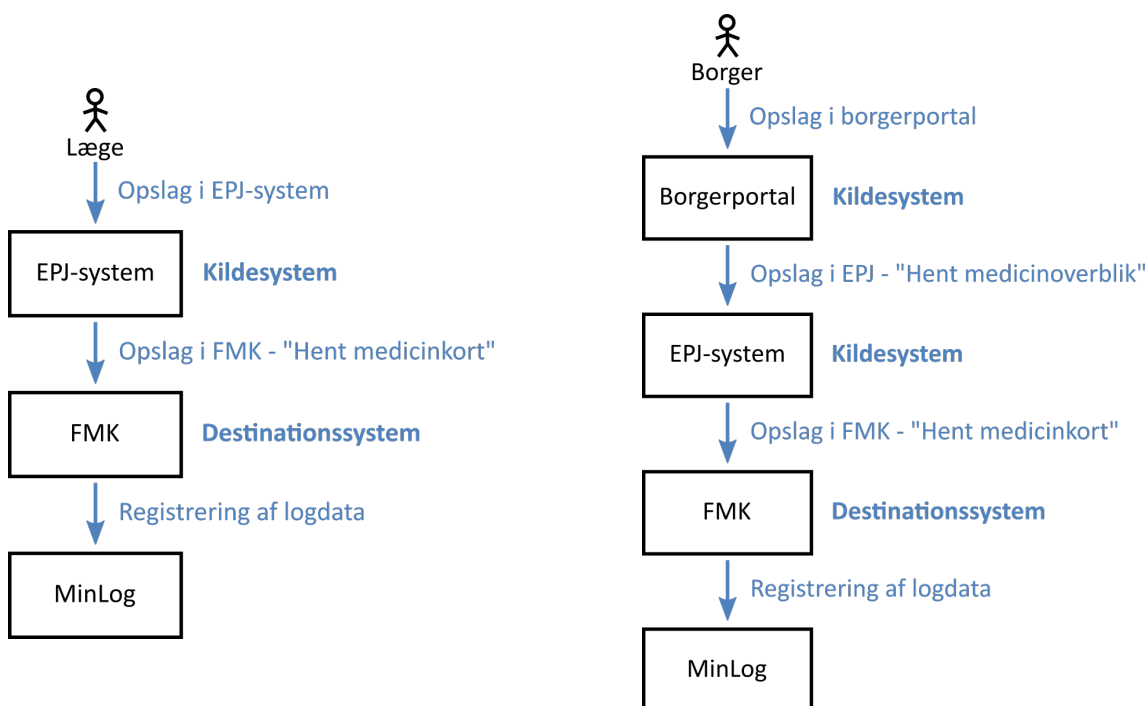 Læge
Opslag i EPJ-system
EPJ-system
Kildesystem
Opslag i FMK - "Hent medicinkort"
FMK
Destinationssystem
Registrering af logdata
MinLog
Borger
Opslag i borgerportal
Borgerportal
Kildesystem
Opslag i EPJ - "Hent medicinoverblik"
EPJ-system
Kildesystem
Opslag i FMK - "Hent medicinkort"
FMK
Destinationssystem
Registrering af logdata
MinLog